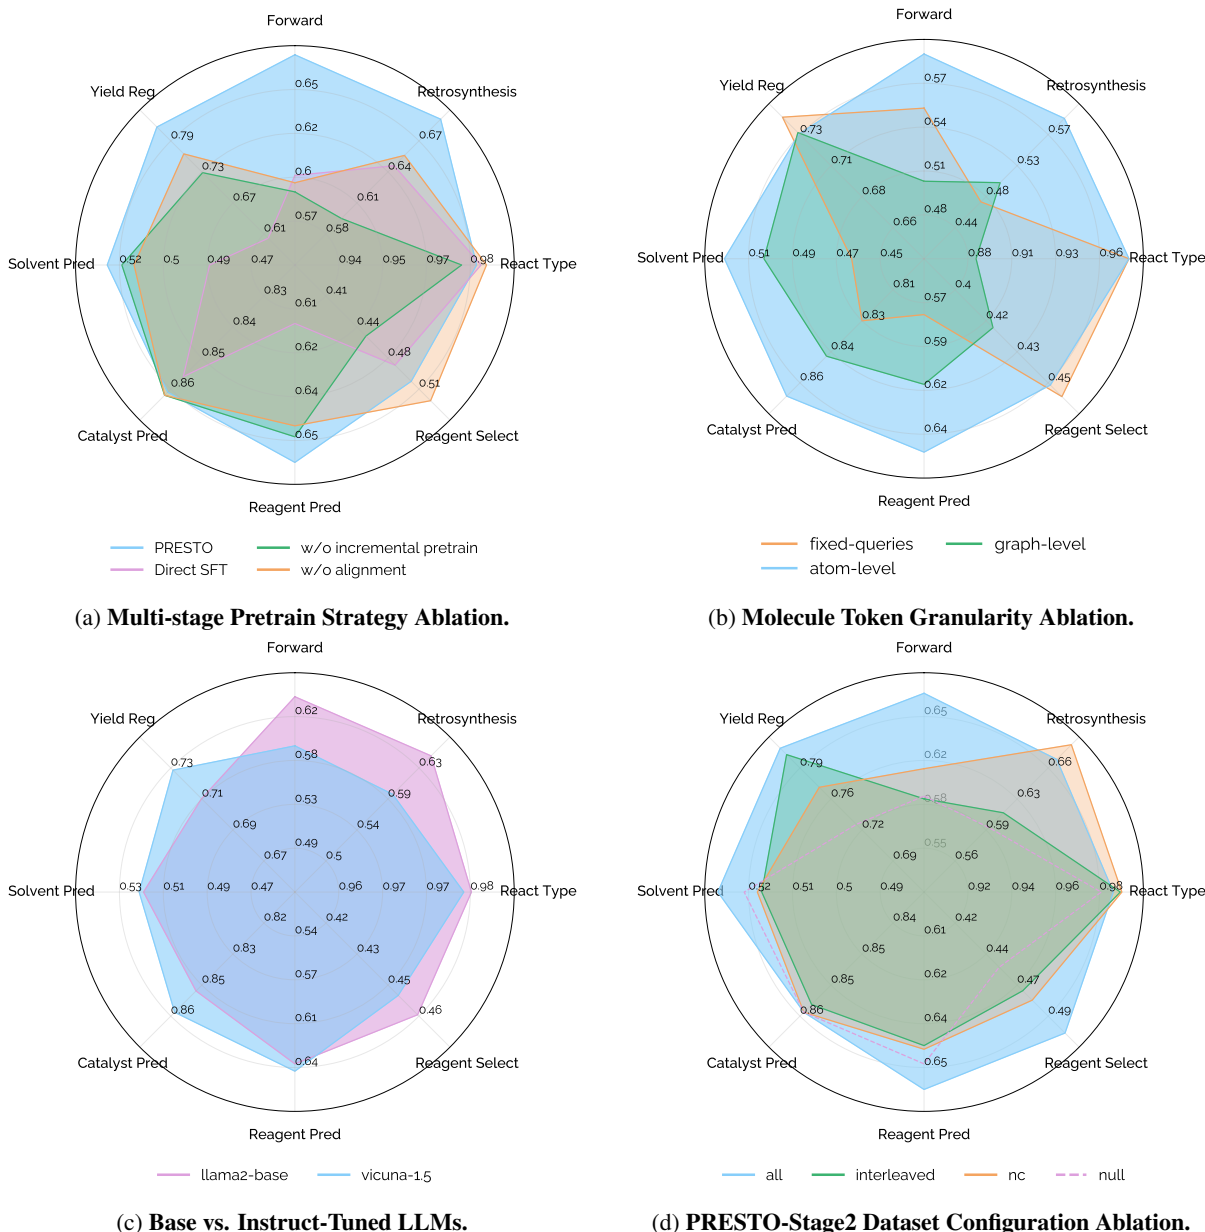 Forward
Yield Reg
Retrosynthesis
0.65
0.79
0.67
0.62
0.73
0.64
0.6
0.67
0.61
0.57
0.61
0.58
Solvent Pred
0.52
0.5
0.49
0.47
0.94
0.95
0.97
0.98
React Type
0.83
0.41
0.61
0.84
0.44
0.62
0.85
0.48
0.86
0.64
0.51
0.65
Catalyst Pred
Reagent Select
Reagent Pred
PRESTO
w/o incremental pretrain
Direct SFT
w/o alignment
(a) Multi-stage Pretrain Strategy Ablation.
Forward
Yield Reg
Retrosynthesis
0.57
0.73
0.57
0.54
0.71
0.53
0.51
0.68
0.48
0.48
0.66
0.44
Solvent Pred
0.51
0.49
0.47
0.45
0.88
0.91
0.93
0.96
React Type
0.81
0.4
0.57
0.83
0.42
0.59
0.84
0.43
0.86
0.62
0.45
0.64
Catalyst Pred
Reagent Select
Reagent Pred
fixed-queries
graph-level
atom-level
(b) Molecule Token Granularity Ablation.
Forward
Yield Reg
Retrosynthesis
0.62
0.73
0.63
0.58
0.71
0.59
0.53
0.69
0.54
0.49
0.67
0.5
Solvent Pred
0.53
0.51
0.49
0.47
0.96
0.97
0.97
0.98
React Type
0.82
0.42
0.54
0.83
0.43
0.57
0.85
0.45
0.86
0.61
0.46
0.64
Catalyst Pred
Reagent Select
Reagent Pred
llama2-base
vicuna-1.5
(c) Base vs. Instruct-Tuned LLMs.
Forward
Yield Reg
Retrosynthesis
0.65
0.79
0.66
0.62
0.76
0.63
0.58
0.72
0.59
0.55
0.69
0.56
Solvent Pred
0.52
0.51
0.5
0.49
0.92
0.94
0.96
0.98
React Type
0.84
0.42
0.61
0.85
0.44
0.62
0.85
0.47
0.86
0.64
0.49
0.65
Catalyst Pred
Reagent Select
Reagent Pred
all
interleaved
nc
null
(d) PRESTO-Stage2 Dataset Configuration Ablation.